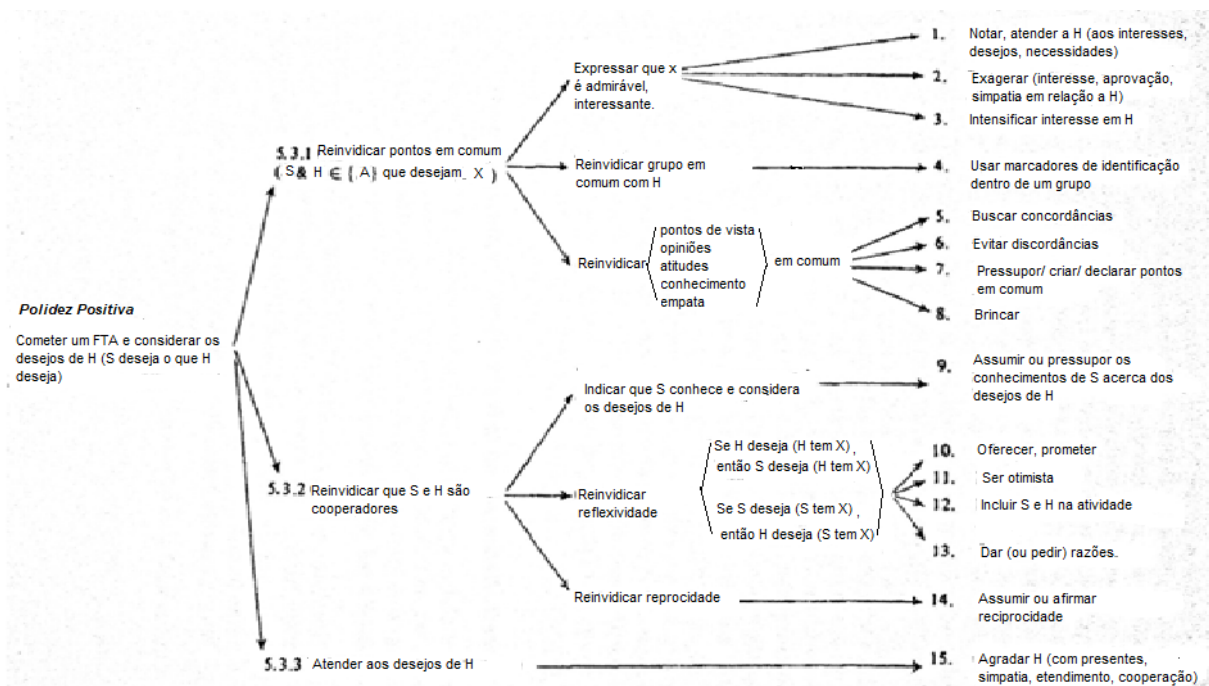 Polidez Positiva
Cometer um FTA e considerar os
desejos de H (S deseja o que H
deseja)
5.3.1 Reinvidicar pontos em comum
( S& H ∈ { A} que desejam X )
Expressar que x
é admirável,
interessante.
1. Notar, atender a H (aos interesses,
desejos, necessidades)
2. Exagerar (interesse, aprovação,
simpatia em relação a H)
3. Intensificar interesse em H
Reinvidicar grupo em
comum com H
4. Usar marcadores de identificação
dentro de um grupo
Reinvidicar
pontos de vista
opiniões
atitudes
conhecimento
empata
em comum
5. Buscar concordâncias
6. Evitar discordâncias
7. Pressupor/ criar/ declarar pontos
em comum
8. Brincar
5.3.2 Reinvidicar que S e H são
cooperadores
Indicar que S conhece e considera
os desejos de H
9. Assumir ou pressupor os
conhecimentos de S acerca dos
desejos de H
Reinvidicar
reflexividade
Se H deseja (H tem X) ,
então S deseja (H tem X)
Se S deseja (S tem X) ,
então H deseja (S tem X)
10. Oferecer, prometer
11. Ser otimista
12. Incluir S e H na atividade
13. Dar (ou pedir) razões.
Reinvidicar reprocidade
14. Assumir ou afirmar
reciprocidade
5.3.3 Atender aos desejos de H
15. Agradar H (com presentes,
simpatia, etendimento, cooperação)